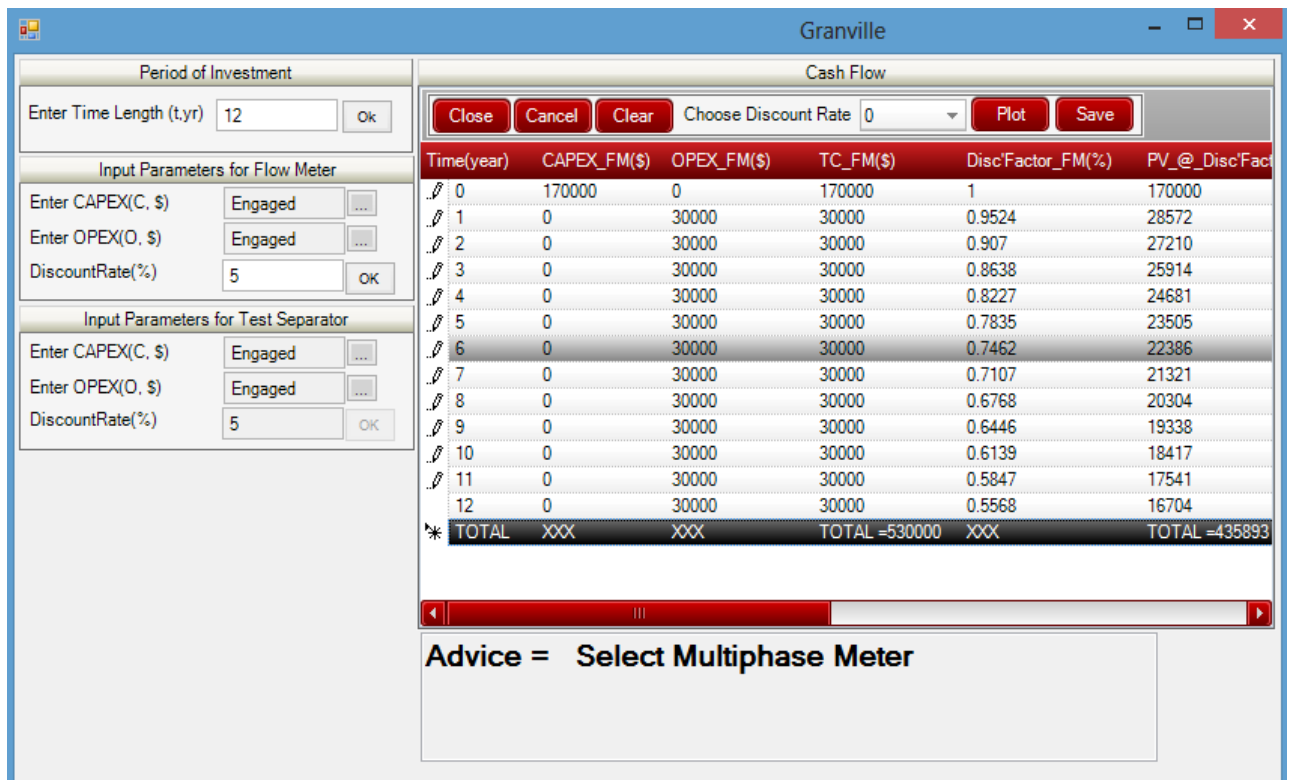 Granville
Period of Investment
Enter Time Length (t,yr) 12 Ok
Input Parameters for Flow Meter
Enter CAPEX(C, $) Engaged ...
Enter OPEX(O, $) Engaged ...
DiscountRate(%) 5 OK
Input Parameters for Test Separator
Enter CAPEX(C, $) Engaged ...
Enter OPEX(O, $) Engaged ...
DiscountRate(%) 5 OK
Cash Flow
Close Cancel Clear Choose Discount Rate 0 Plot Save
Time(year) CAPEX_FM($) OPEX_FM($) TC_FM($) Disc'Factor_FM(%) PV_@_Disc'Fact
0 170000 0 170000 1 170000
1 0 30000 30000 0.9524 28572
2 0 30000 30000 0.907 27210
3 0 30000 30000 0.8638 25914
4 0 30000 30000 0.8227 24681
5 0 30000 30000 0.7835 23505
6 0 30000 30000 0.7462 22386
7 0 30000 30000 0.7107 21321
8 0 30000 30000 0.6768 20304
9 0 30000 30000 0.6446 19338
10 0 30000 30000 0.6139 18417
11 0 30000 30000 0.5847 17541
12 0 30000 30000 0.5568 16704
TOTAL XXX XXX TOTAL =530000 XXX TOTAL =435893
Advice = Select Multiphase Meter